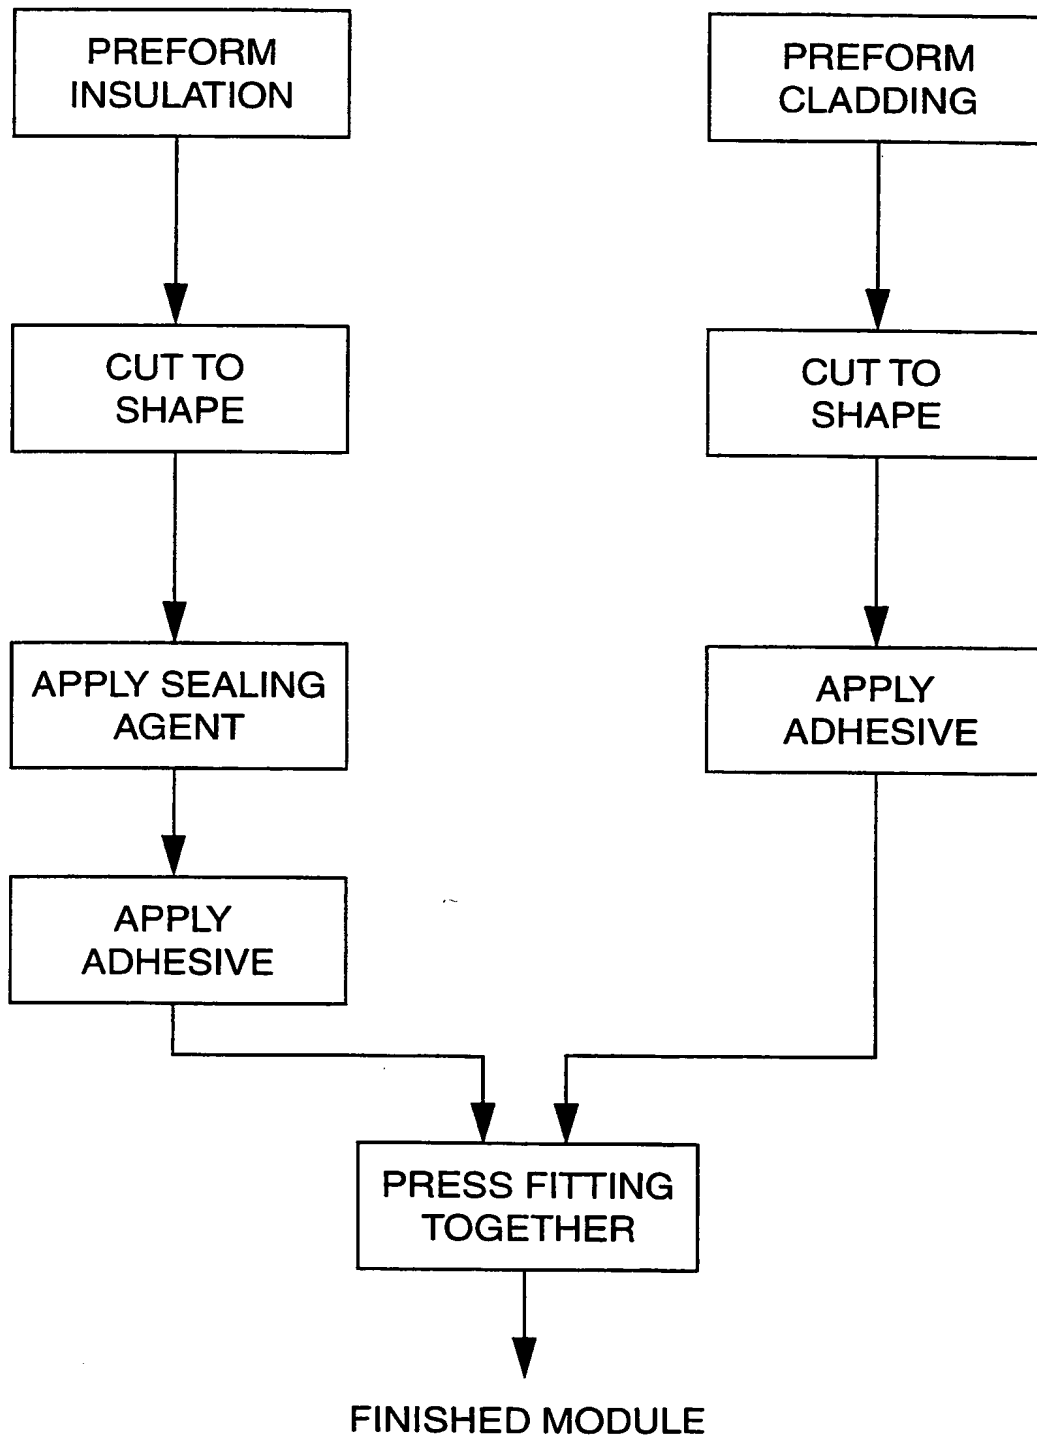 PREFORM
INSULATION
PREFORM
CLADDING
CUT TO
SHAPE
CUT TO
SHAPE
APPLY SEALING
AGENT
APPLY
ADHESIVE
APPLY
ADHESIVE
PRESS FITTING
TOGETHER
FINISHED MODULE